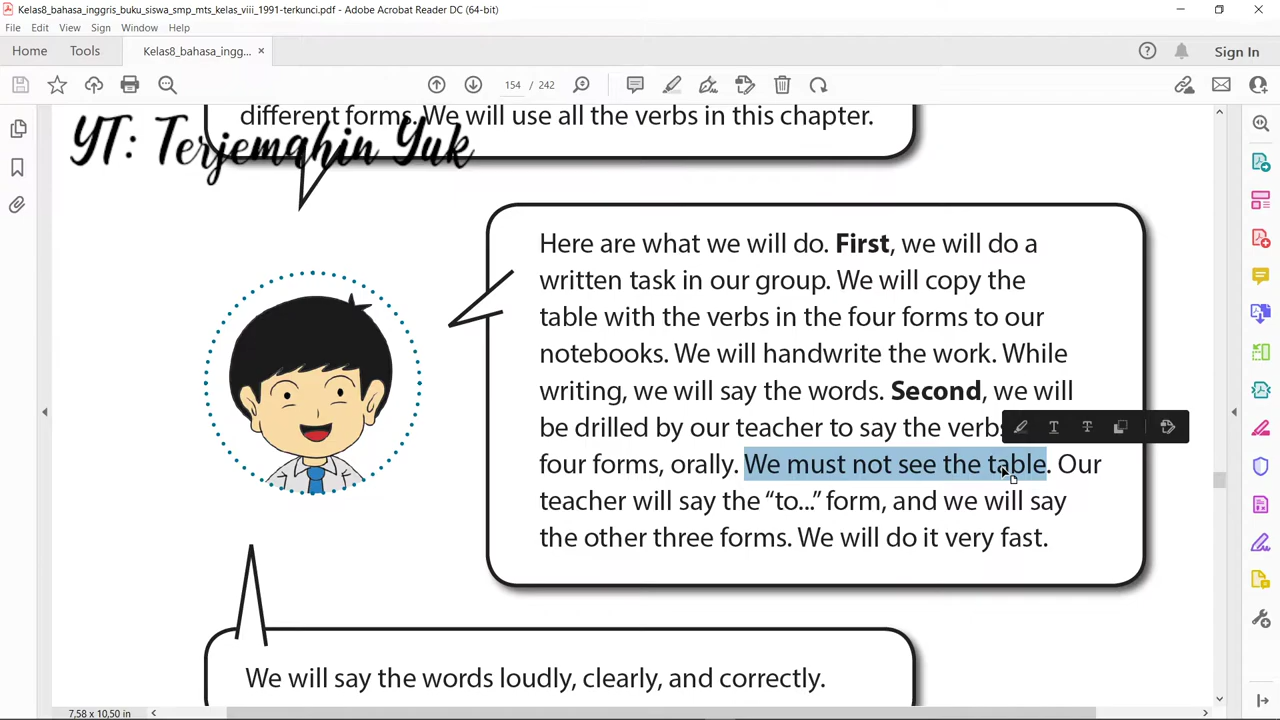 Kelas8_bahasa_inggris_buku_siswa_smp_mts_kelas_viii_1991-terkunci.pdf - Adobe Acrobat Reader DC (64-bit)
File Edit View Sign Window Help
Home Tools Kelas8_bahasa_ingg... × Sign In
154 / 242
different forms. We will use all the verbs in this chapter.
YT: Terjemahin Yuk
Here are what we will do. First, we will do a
written task in our group. We will copy the
table with the verbs in the four forms to our
notebooks. We will handwrite the work. While
writing, we will say the words. Second, we will
be drilled by our teacher to say the verbs
four forms, orally. We must not see the table. Our
teacher will say the “to...” form, and we will say
the other three forms. We will do it very fast.
We will say the words loudly, clearly, and correctly.
7,58 x 10,50 in